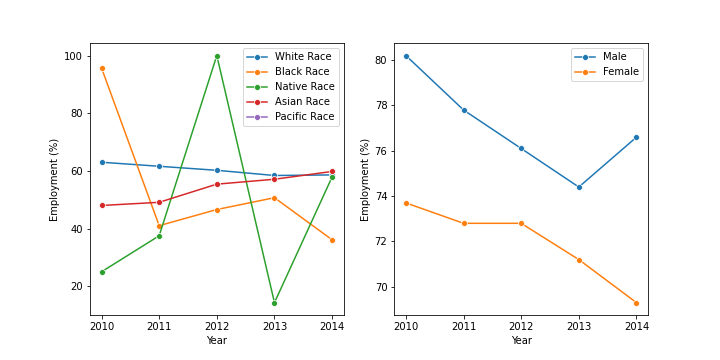 Employment (%)
100
80
60
40
20
2010 2011 2012 2013 2014
Year
White Race
Black Race
Native Race
Asian Race
Pacific Race
Employment (%)
80
78
76
74
72
70
2010 2011 2012 2013 2014
Year
Male
Female